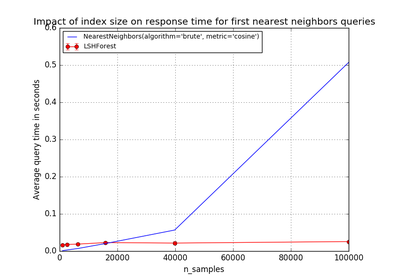 Impact of index size on response time for first nearest neighbors queries
0.6
NearestNeighbors(algorithm='brute', metric='cosine')
LSHForest
0.5
0.4
0.3
0.2
0.1
0.0
Average query time in seconds
0 20000 40000 60000 80000 100000
n_samples